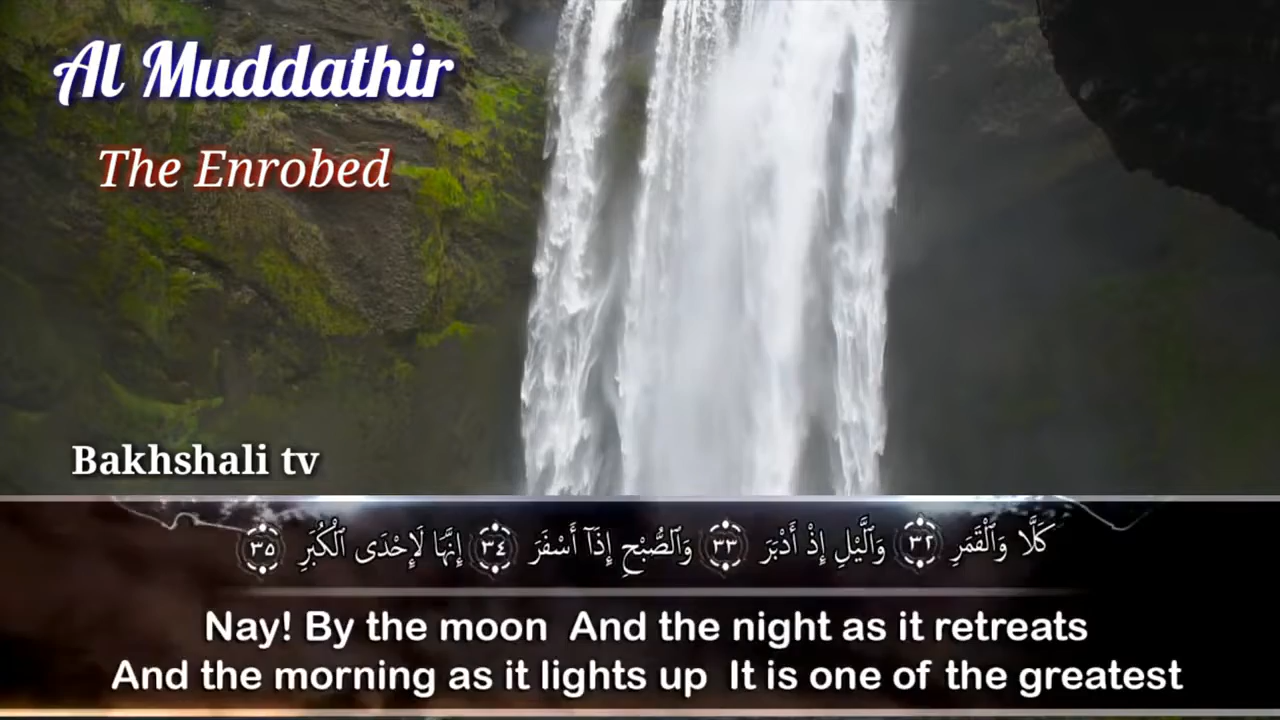 Al Muddathir
The Enrobed
Bakhshali tv
كَلَّا وَٱلْقَمَرِ ٣٢ وَٱلَّيْلِ إِذْ أَدْبَرَ ٣٣ وَٱلصُّبْحِ إِذَآ أَسْفَرَ ٣٤ إِنَّهَا لَإِحْدَى ٱلْكُبَرِ ٣٥
Nay! By the moon And the night as it retreats
And the morning as it lights up It is one of the greatest